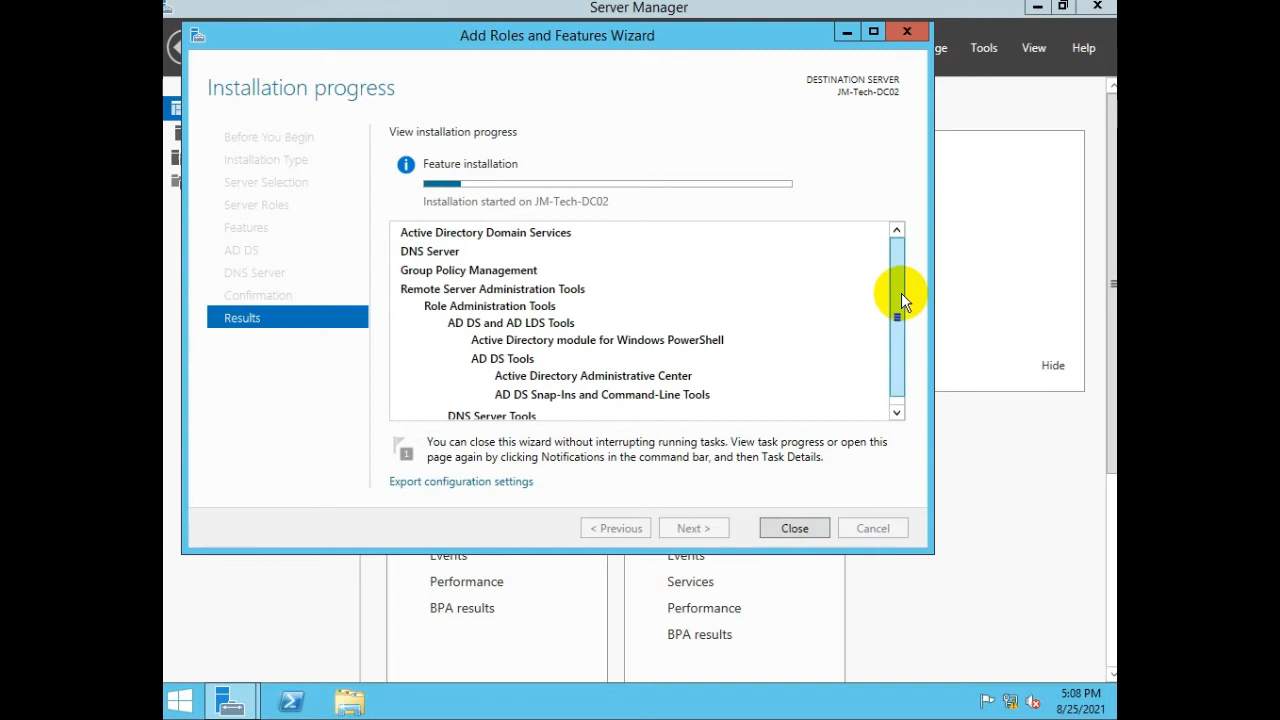 Server Manager
Add Roles and Features Wizard
Tools View Help
Installation progress
DESTINATION SERVER
JM-Tech-DC02
Before You Begin
Installation Type
Server Selection
Server Roles
Features
AD DS
DNS Server
Confirmation
Results
View installation progress
Feature installation
Installation started on JM-Tech-DC02
Active Directory Domain Services
DNS Server
Group Policy Management
Remote Server Administration Tools
Role Administration Tools
AD DS and AD LDS Tools
Active Directory module for Windows PowerShell
AD DS Tools
Active Directory Administrative Center
AD DS Snap-Ins and Command-Line Tools
DNS Server Tools
You can close this wizard without interrupting running tasks. View task progress or open this
page again by clicking Notifications in the command bar, and then Task Details.
1
Export configuration settings
< Previous Next > Close Cancel
Hide
Events
Performance
BPA results
Events
Services
Performance
BPA results
5:08 PM
8/25/2021